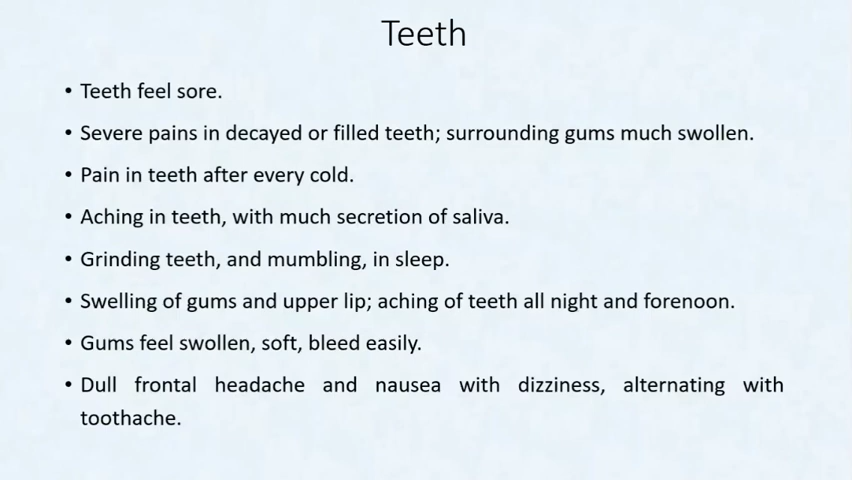 Teeth
• Teeth feel sore.
• Severe pains in decayed or filled teeth; surrounding gums much swollen.
• Pain in teeth after every cold.
• Aching in teeth, with much secretion of saliva.
• Grinding teeth, and mumbling, in sleep.
• Swelling of gums and upper lip; aching of teeth all night and forenoon.
• Gums feel swollen, soft, bleed easily.
• Dull frontal headache and nausea with dizziness, alternating with
toothache.